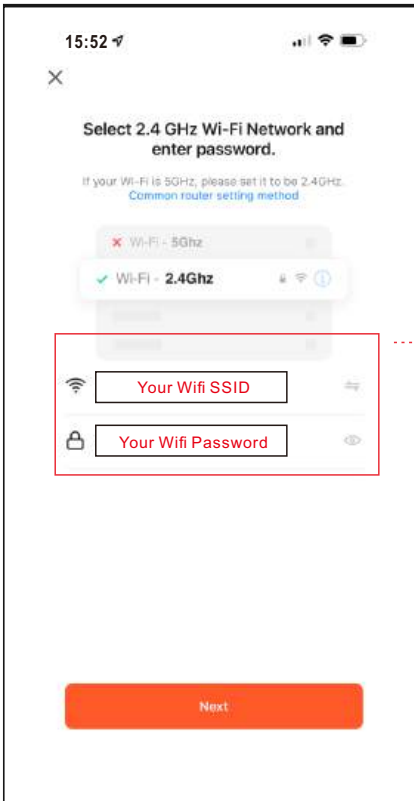 15:52
Select 2.4 GHz Wi-Fi Network and
enter password.
If your Wi-Fi is 5GHz, please set it to be 2.4GHz.
Common router setting method
Wi-Fi - 5Ghz
Wi-Fi - 2.4Ghz
Your Wifi SSID
Your Wifi Password
Next